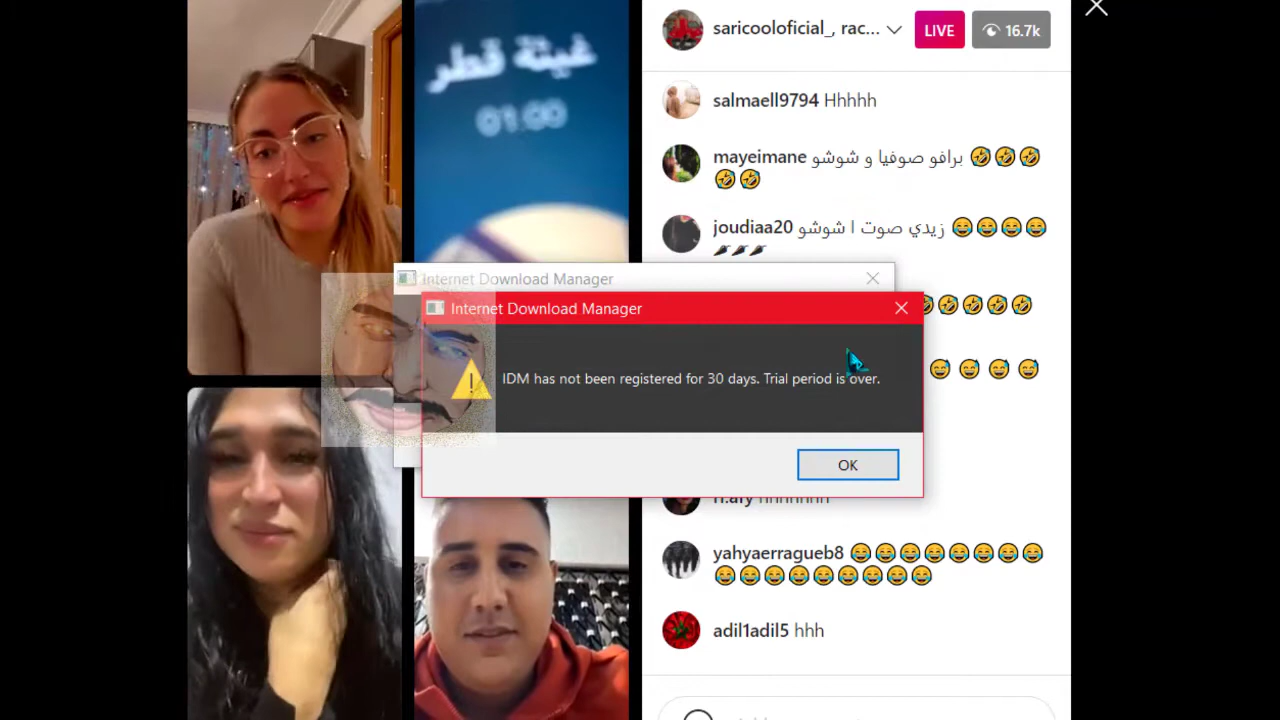 غيثة قطر
01:00
saricooloficial_, rac...
LIVE
16.7k
salmaell9794 Hhhhh
mayeimane برافو صوفيا و شوشو 🤣🤣🤣
🤣🤣
joudiaa20 زيدي صوت ا شوشو 😂😂😂😂
🌶🌶🌶
Internet Download Manager
Internet Download Manager
IDM has not been registered for 30 days. Trial period is over.
OK
yahyaerragueb8 😂😂😂😂😂😂😂😂
😂😂😂😂😂😂😂😂😂
adil1adil5 hhh